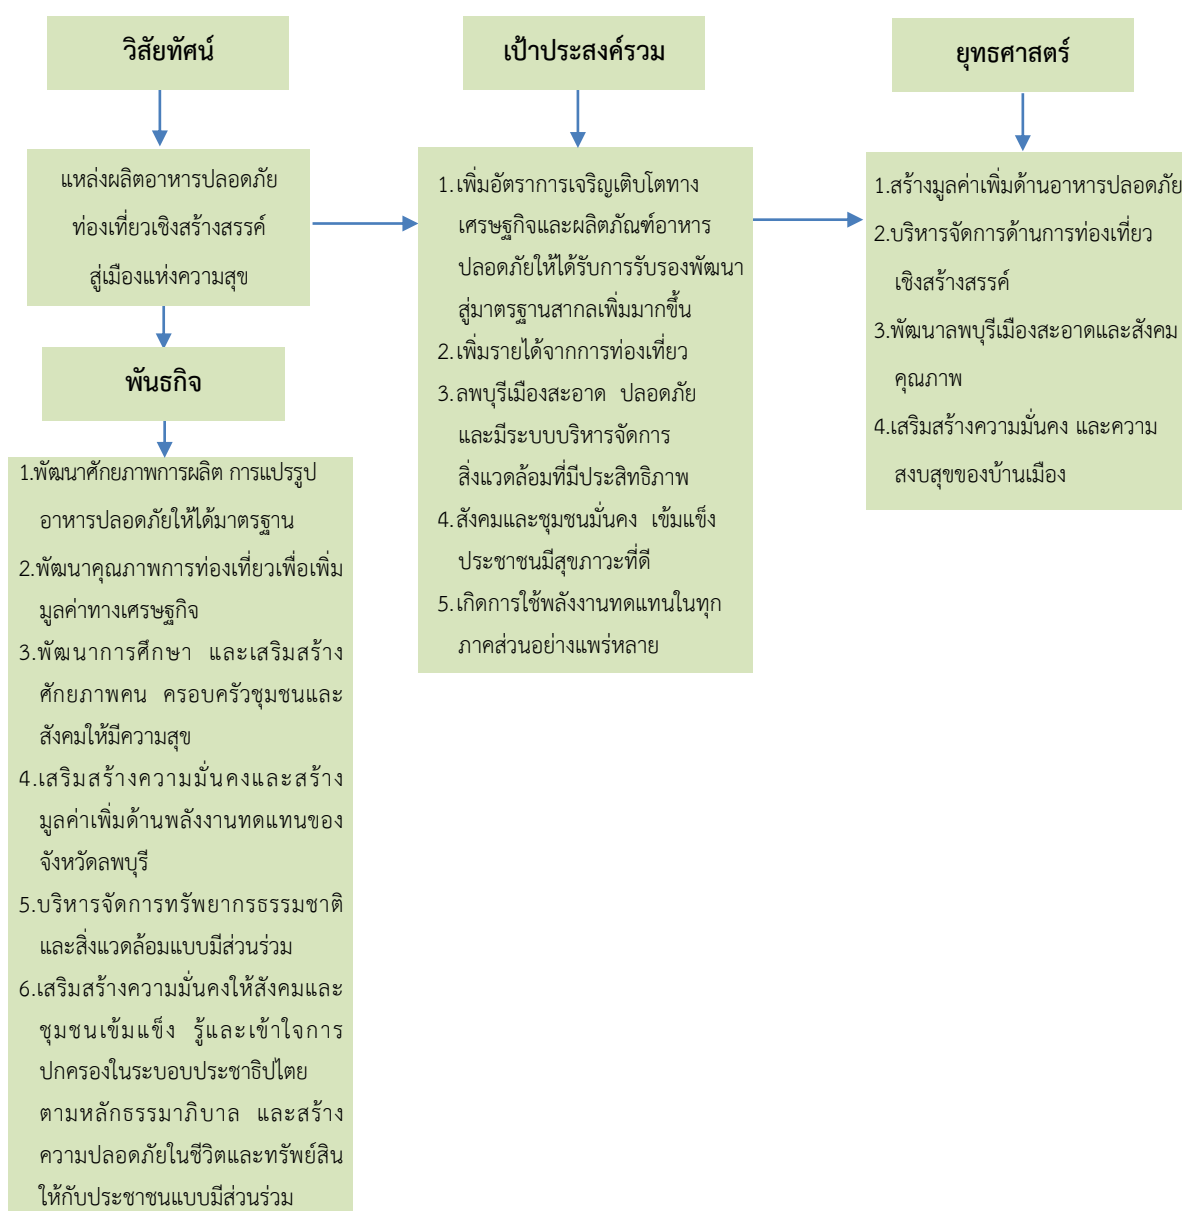 วิสัยทัศน์
แหล่งผลิตอาหารปลอดภัย
ท่องเที่ยวเชิงสร้างสรรค์
สู่เมืองแห่งความสุข
พันธกิจ
1.พัฒนาศักยภาพการผลิต การแปรรูป
อาหารปลอดภัยให้ได้มาตรฐาน
2.พัฒนาคุณภาพการท่องเที่ยวเพื่อเพิ่ม
มูลค่าทางเศรษฐกิจ
3.พัฒนาการศึกษา และเสริมสร้าง
ศักยภาพคน ครอบครัวชุมชนและ
สังคมให้มีความสุข
4.เสริมสร้างความมั่นคงและสร้าง
มูลค่าเพิ่มด้านพลังงานทดแทนของ
จังหวัดลพบุรี
5.บริหารจัดการทรัพยากรธรรมชาติ
และสิ่งแวดล้อมแบบมีส่วนร่วม
6.เสริมสร้างความมั่นคงให้สังคมและ
ชุมชนเข้มแข็ง รู้และเข้าใจการ
ปกครองในระบอบประชาธิปไตย
ตามหลักธรรมาภิบาล และสร้าง
ความปลอดภัยในชีวิตและทรัพย์สิน
ให้กับประชาชนแบบมีส่วนร่วม
เป้าประสงค์รวม
1.เพิ่มอัตราการเจริญเติบโตทาง
เศรษฐกิจและผลิตภัณฑ์อาหาร
ปลอดภัยให้ได้รับการรับรองพัฒนา
สู่มาตรฐานสากลเพิ่มมากขึ้น
2.เพิ่มรายได้จากการท่องเที่ยว
3.ลพบุรีเมืองสะอาด ปลอดภัย
และมีระบบบริหารจัดการ
สิ่งแวดล้อมที่มีประสิทธิภาพ
4.สังคมและชุมชนมั่นคง เข้มแข็ง
ประชาชนมีสุขภาวะที่ดี
5.เกิดการใช้พลังงานทดแทนในทุก
ภาคส่วนอย่างแพร่หลาย
ยุทธศาสตร์
1.สร้างมูลค่าเพิ่มด้านอาหารปลอดภัย
2.บริหารจัดการด้านการท่องเที่ยว
เชิงสร้างสรรค์
3.พัฒนาลพบุรีเมืองสะอาดและสังคม
คุณภาพ
4.เสริมสร้างความมั่นคง และความ
สงบสุขของบ้านเมือง